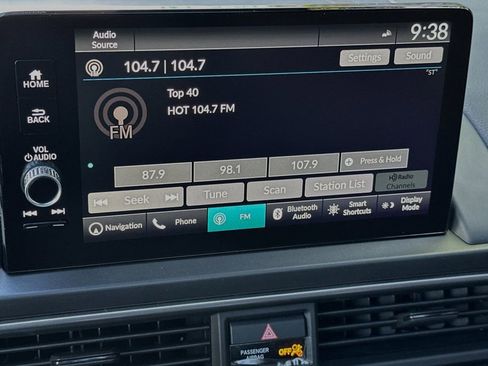 Audio Source
9:38
HOME
BACK
VOL
AUDIO
104.7 | 104.7
Settings
Sound
"ST"
FM
Top 40
HOT 104.7 FM
87.9
98.1
107.9
Press & Hold
Seek
Tune
Scan
Station List
HD Radio
Channels
Navigation
Phone
FM
Bluetooth Audio
Smart Shortcuts
Display Mode
PASSENGER
AIRBAG
OFF